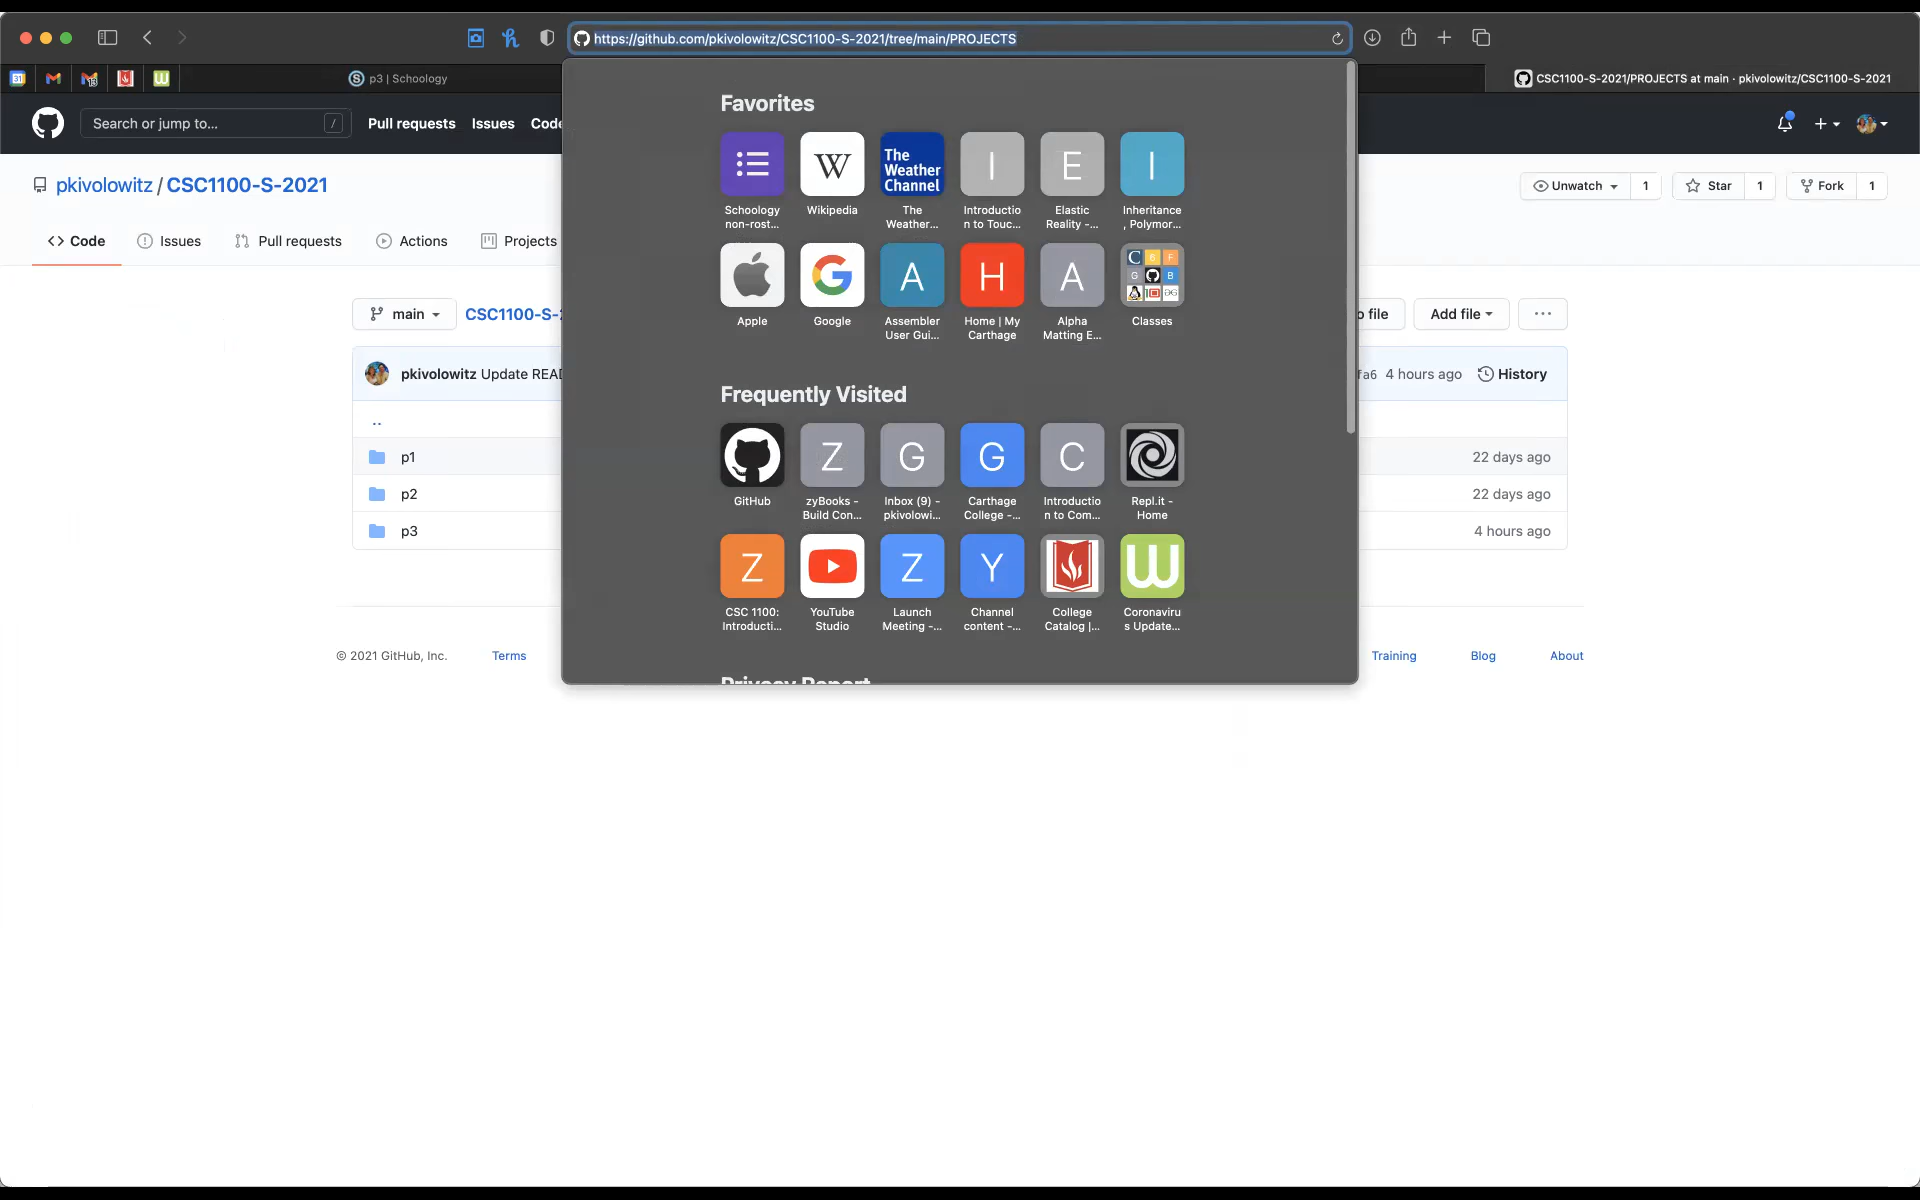 https://github.com/pkivolowitz/CSC1100-S-2021/tree/main/PROJECTS
p3 | Schoology
CSC1100-S-2021/PROJECTS at main · pkivolowitz/CSC1100-S-2021
Search or jump to... /
Pull requests Issues Code
pkivolowitz / CSC1100-S-2021
Unwatch 1 Star 1 Fork 1
Code Issues Pull requests Actions Projects
main CSC1100-S- o file Add file ...
pkivolowitz Update READ fa6 4 hours ago History
..
p1 22 days ago
p2 22 days ago
p3 4 hours ago
© 2021 GitHub, Inc. Terms Training Blog About
Favorites
W The Weather Channel I E I
Schoology non-rost... Wikipedia The Weather... Introductio n to Touc... Elastic Reality -... Inheritance , Polymor...
G A H A
Apple Google Assembler User Gui... Home | My Carthage Alpha Matting E... Classes
Frequently Visited
Z G G C
GitHub zyBooks - Build Con... Inbox (9) - pkivolowi... Carthage College -... Introductio n to Com... Repl.it - Home
Z Z Y W
CSC 1100: Introducti... YouTube Studio Launch Meeting -... Channel content -... College Catalog |... Coronaviru s Update...
Privacy Report